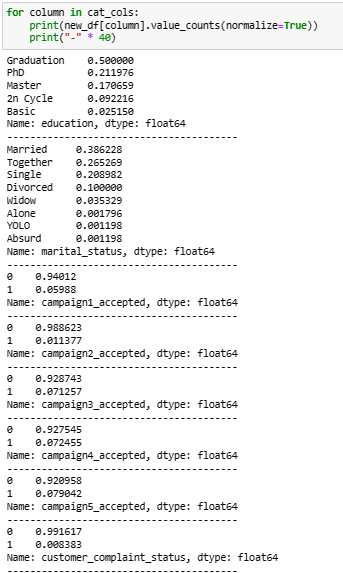 for column in cat_cols:
    print(new_df[column].value_counts(normalize=True))
    print("-" * 40)
Graduation    0.500000
PhD           0.211976
Master        0.170659
2n Cycle      0.092216
Basic         0.025150
Name: education, dtype: float64
----------------------------------------
Married     0.386228
Together    0.265269
Single      0.208982
Divorced    0.100000
Widow       0.035329
Alone       0.001796
YOLO        0.001198
Absurd      0.001198
Name: marital_status, dtype: float64
----------------------------------------
0    0.94012
1    0.05988
Name: campaign1_accepted, dtype: float64
----------------------------------------
0    0.988623
1    0.011377
Name: campaign2_accepted, dtype: float64
----------------------------------------
0    0.928743
1    0.071257
Name: campaign3_accepted, dtype: float64
----------------------------------------
0    0.927545
1    0.072455
Name: campaign4_accepted, dtype: float64
----------------------------------------
0    0.920958
1    0.079042
Name: campaign5_accepted, dtype: float64
----------------------------------------
0    0.991617
1    0.008383
Name: customer_complaint_status, dtype: float64
----------------------------------------